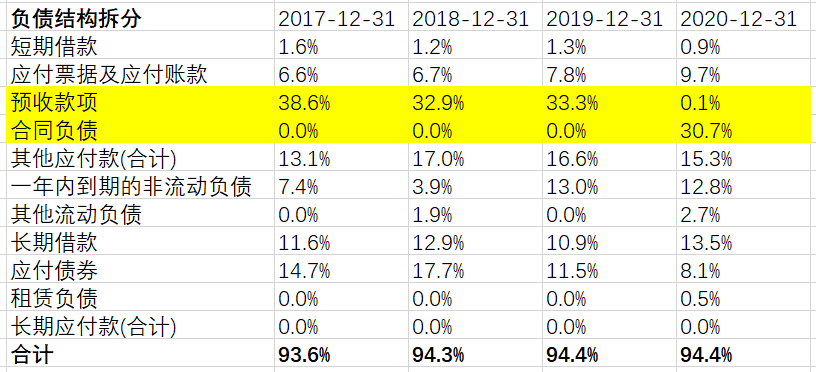 负债结构拆分 2017-12-31 2018-12-31 2019-12-31 2020-12-31
短期借款 1.6% 1.2% 1.3% 0.9%
应付票据及应付账款 6.6% 6.7% 7.8% 9.7%
预收款项 38.6% 32.9% 33.3% 0.1%
合同负债 0.0% 0.0% 0.0% 30.7%
其他应付款(合计) 13.1% 17.0% 16.6% 15.3%
一年内到期的非流动负债 7.4% 3.9% 13.0% 12.8%
其他流动负债 0.0% 1.9% 0.0% 2.7%
长期借款 11.6% 12.9% 10.9% 13.5%
应付债券 14.7% 17.7% 11.5% 8.1%
租赁负债 0.0% 0.0% 0.0% 0.5%
长期应付款(合计) 0.0% 0.0% 0.0% 0.0%
合计 93.6% 94.3% 94.4% 94.4%